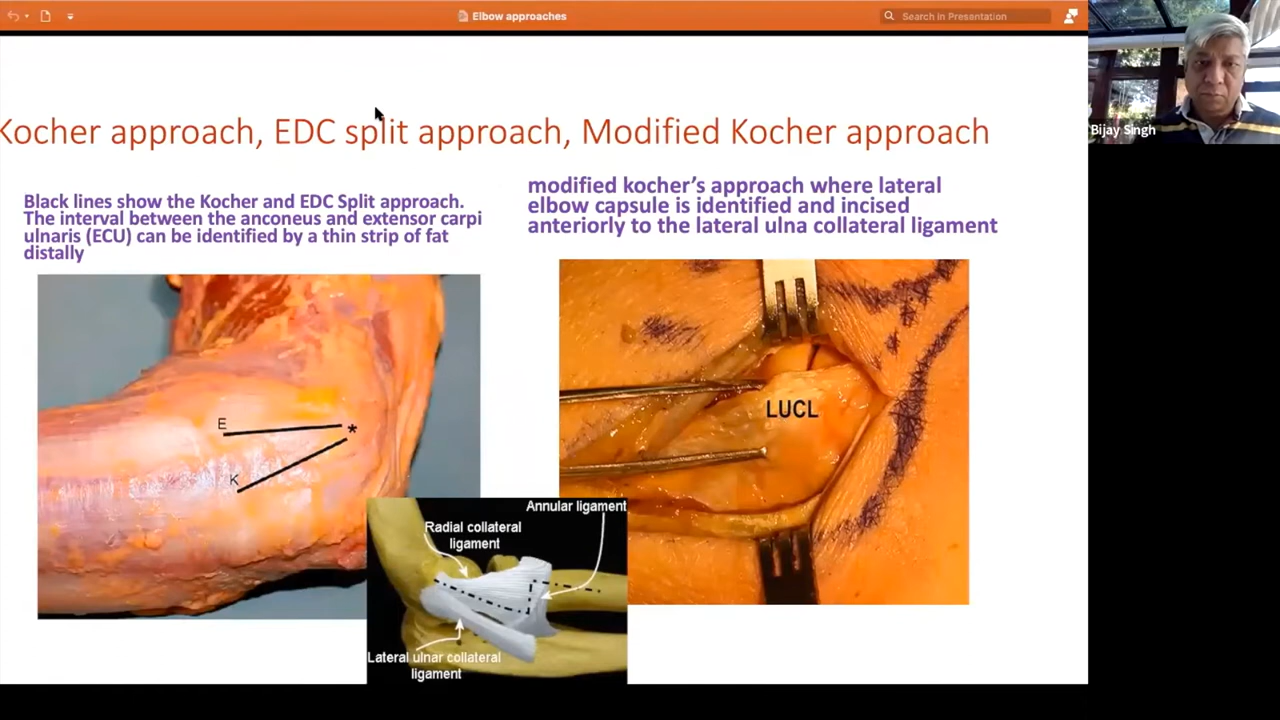 Elbow approaches
Search in Presentation
Bijay Singh
Kocher approach, EDC split approach, Modified Kocher approach
Black lines show the Kocher and EDC Split approach.
The interval between the anconeus and extensor carpi
ulnaris (ECU) can be identified by a thin strip of fat
distally
modified kocher's approach where lateral
elbow capsule is identified and incised
anteriorly to the lateral ulna collateral ligament
E
*
K
LUCL
Annular ligament
Radial collateral
ligament
Lateral ulnar collateral
ligament